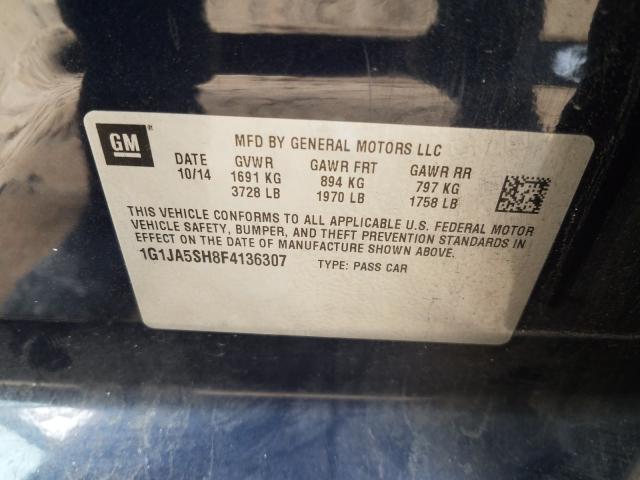 GM
MFD BY GENERAL MOTORS LLC
DATE GVWR GAWR FRT GAWR RR
10/14 1691 KG 894 KG 797 KG
3728 LB 1970 LB 1758 LB
THIS VEHICLE CONFORMS TO ALL APPLICABLE U.S. FEDERAL MOTOR
VEHICLE SAFETY, BUMPER, AND THEFT PREVENTION STANDARDS IN
EFFECT ON THE DATE OF MANUFACTURE SHOWN ABOVE.
1G1JA5SH8F4136307 TYPE: PASS CAR